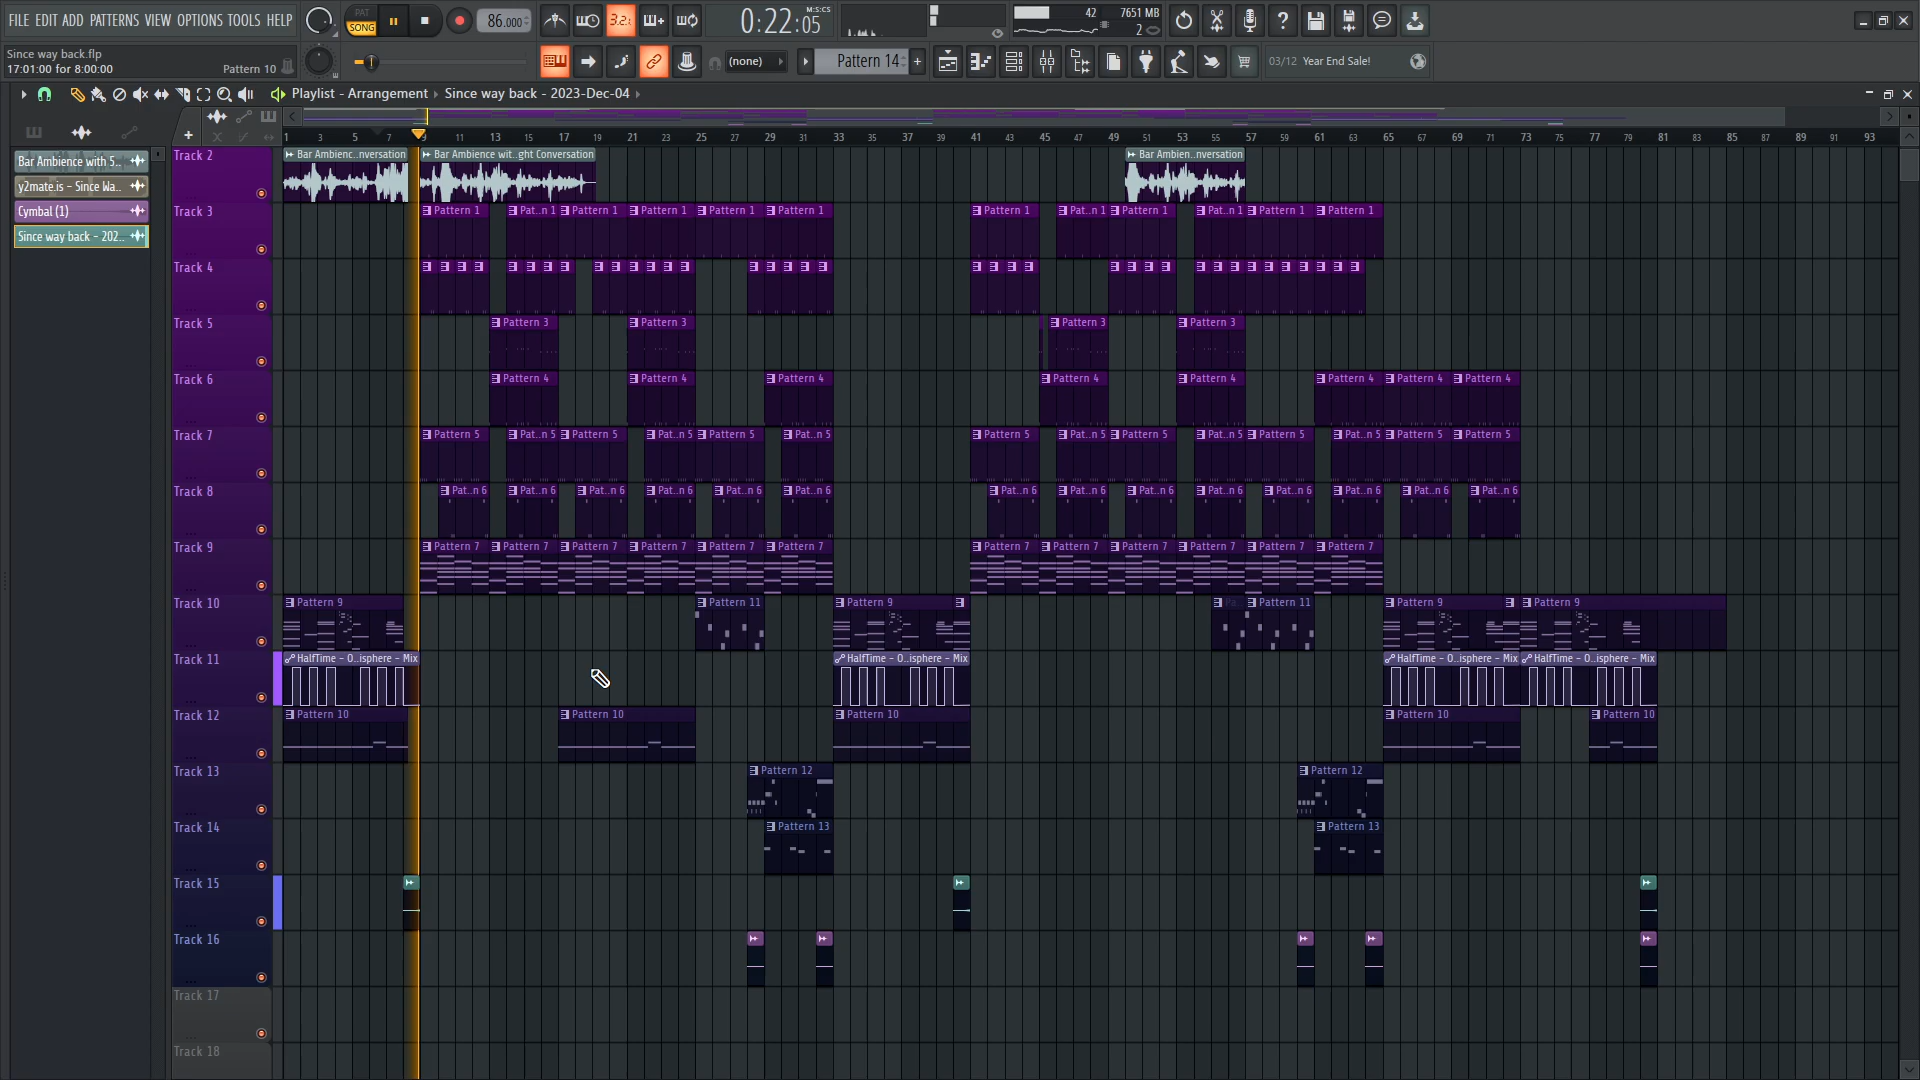 FILE EDIT ADD PATTERNS VIEW OPTIONS TOOLS HELP
PAT
SONG
3.2.
86.000
0:22:05
M:S:CS
42
7651 MB
2
Since way back.flp
17:01:00 for 8:00:00
Pattern 10
(none)
Pattern 14
+
03/12 Year End Sale!
Playlist - Arrangement
Since way back - 2023-Dec-04
1 3 5 7 9 11 13 15 17 19 21 23 25 27 29 31 33 35 37 39 41 43 45 47 49 51 53 55 57 59 61 63 65 67 69 71 73 75 77 79 81 83 85 87 89 91 93
Bar Ambience with 5..
y2mate.is - Since Wa..
Cymbal (1)
Since way back - 202..
Track 2
Bar Ambienc..nversation
Bar Ambience wit..ght Conversation
Bar Ambien..nversation
Track 3
Pattern 1 Pat..n 1 Pattern 1 Pattern 1 Pattern 1 Pattern 1 Pattern 1 Pat..n 1 Pattern 1 Pat..n 1 Pattern 1 Pattern 1
Track 4
Track 5
Pattern 3 Pattern 3 Pattern 3 Pattern 3
Track 6
Pattern 4 Pattern 4 Pattern 4 Pattern 4 Pattern 4 Pattern 4 Pattern 4 Pattern 4
Track 7
Pattern 5 Pat..n 5 Pattern 5 Pat..n 5 Pattern 5 Pat..n 5 Pattern 5 Pat..n 5 Pattern 5 Pat..n 5 Pattern 5 Pat..n 5 Pattern 5 Pattern 5
Track 8
Pat..n 6 Pat..n 6 Pat..n 6 Pat..n 6 Pat..n 6 Pat..n 6 Pat..n 6 Pat..n 6 Pat..n 6 Pat..n 6 Pat..n 6 Pat..n 6 Pat..n 6 Pat..n 6
Track 9
Pattern 7 Pattern 7 Pattern 7 Pattern 7 Pattern 7 Pattern 7 Pattern 7 Pattern 7 Pattern 7 Pattern 7 Pattern 7 Pattern 7
Track 10
Pattern 9 Pattern 11 Pattern 9 Pattern 11 Pattern 9 Pattern 9
Track 11
HalfTime - O..isphere - Mix HalfTime - O..isphere - Mix HalfTime - O..isphere - Mix HalfTime - O..isphere - Mix
Track 12
Pattern 10 Pattern 10 Pattern 10 Pattern 10 Pattern 10
Track 13
Pattern 12 Pattern 12
Track 14
Pattern 13 Pattern 13
Track 15
Track 16
Track 17
Track 18